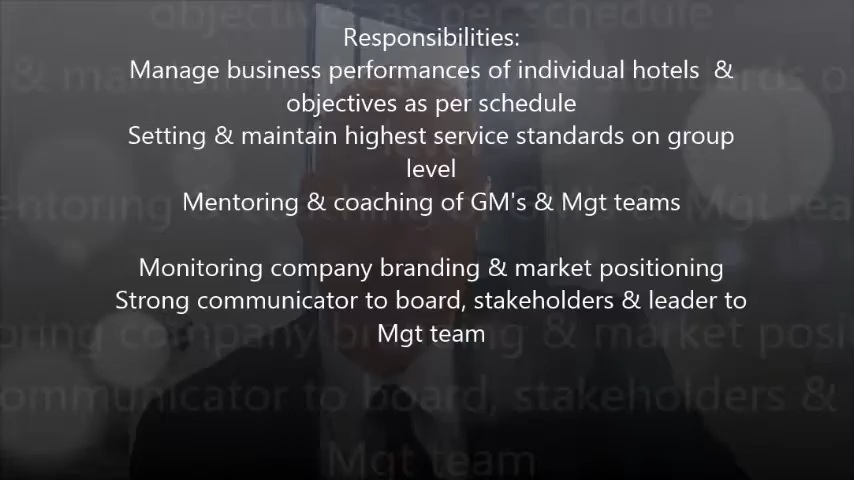 Responsibilities:
Manage business performances of individual hotels  &
objectives as per schedule
Setting & maintain highest service standards on group
level
Mentoring & coaching of GM's & Mgt teams
Monitoring company branding & market positioning
Strong communicator to board, stakeholders & leader to
Mgt team